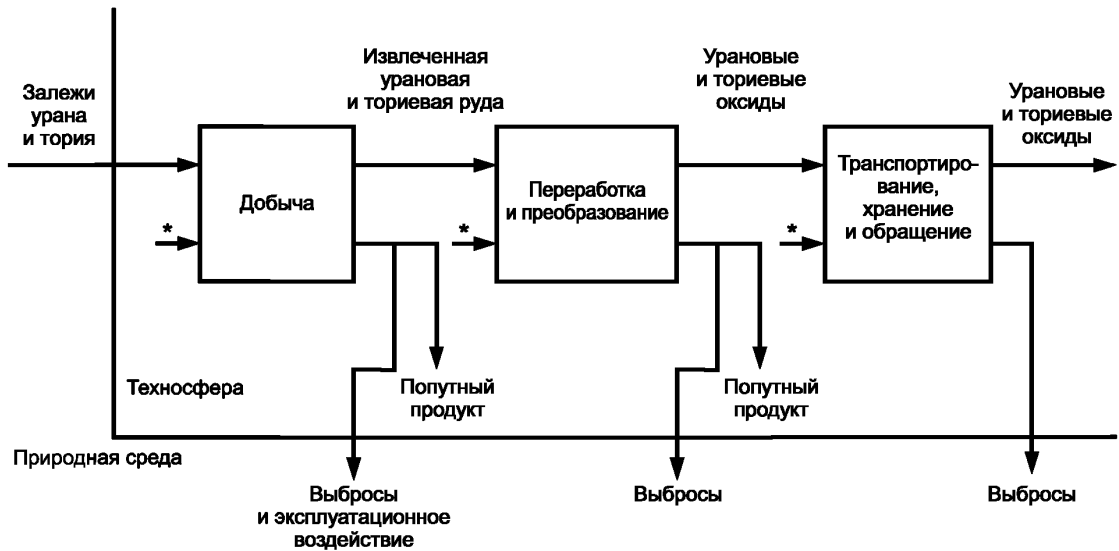 Залежи
урана
и тория
Извлеченная
урановая
и ториевая руда
Урановые
и ториевые
оксиды
Урановые
и ториевые
оксиды
Добыча
Переработка
и преобразование
Транспортиро-
вание,
хранение
и обращение
*
*
*
Техносфера
Попутный
продукт
Попутный
продукт
Природная среда
Выбросы
и эксплуатационное
воздействие
Выбросы
Выбросы